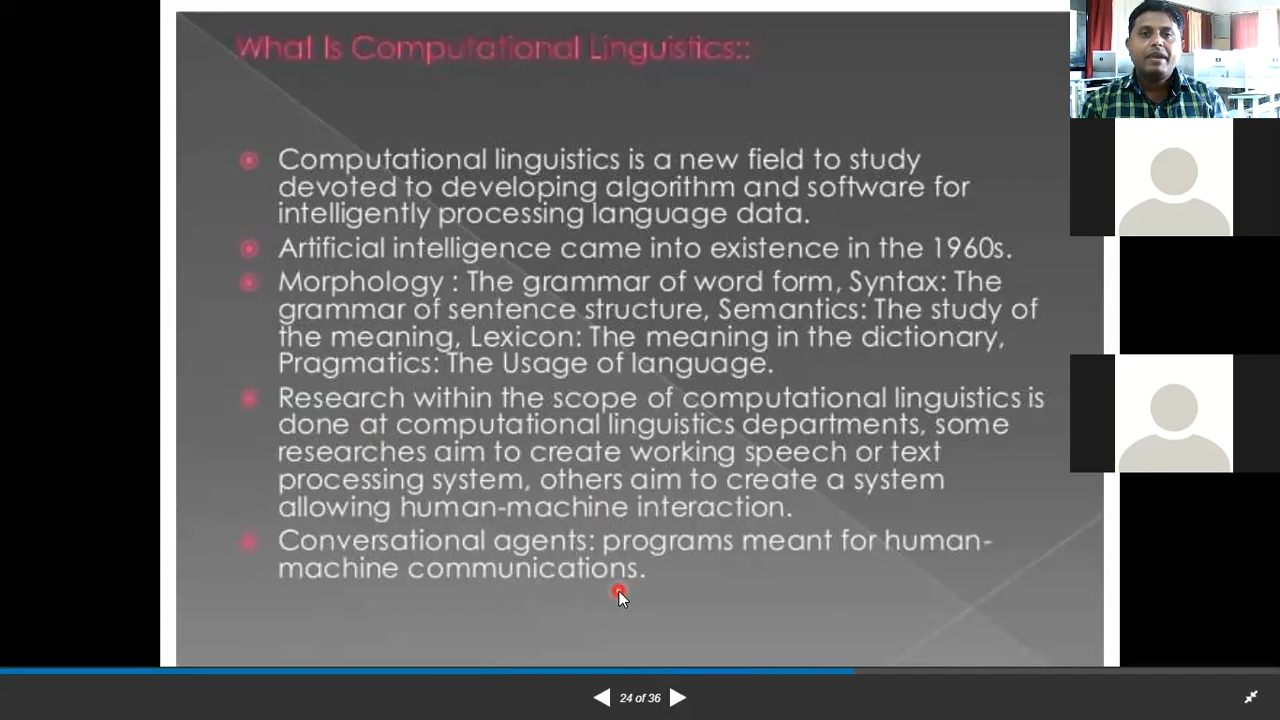 What Is Computational Linguistics::
Computational linguistics is a new field to study
devoted to developing algorithm and software for
intelligently processing language data.
Artificial intelligence came into existence in the 1960s.
Morphology : The grammar of word form, Syntax: The
grammar of sentence structure, Semantics: The study of
the meaning, Lexicon: The meaning in the dictionary,
Pragmatics: The Usage of language.
Research within the scope of computational linguistics is
done at computational linguistics departments, some
researches aim to create working speech or text
processing system, others aim to create a system
allowing human-machine interaction.
Conversational agents: programs meant for human-
machine communications.
24 of 36